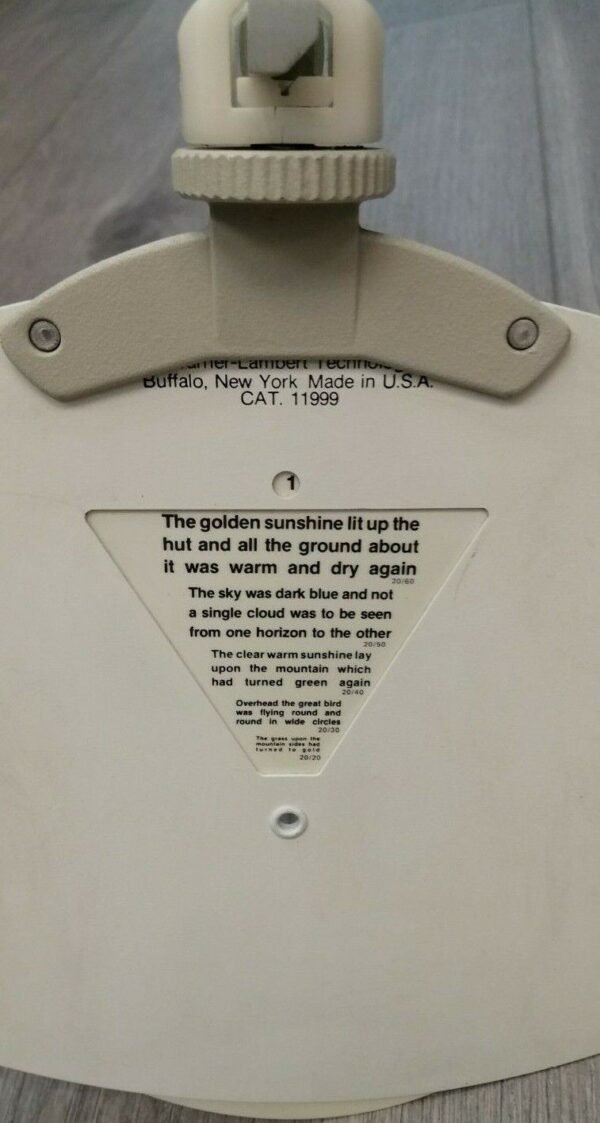 Lambert
Buffalo, New York Made in U.S.A.
CAT. 11999
1
The golden sunshine lit up the
hut and all the ground about
it was warm and dry again
20/60
The sky was dark blue and not
a single cloud was to be seen
from one horizon to the other
20/50
The clear warm sunshine lay
upon the mountain which
had turned green again
20/40
Overhead the great bird
was flying round and
round in wide circles
20/30
The grass upon the
mountain sides had
turned to gold
20/20